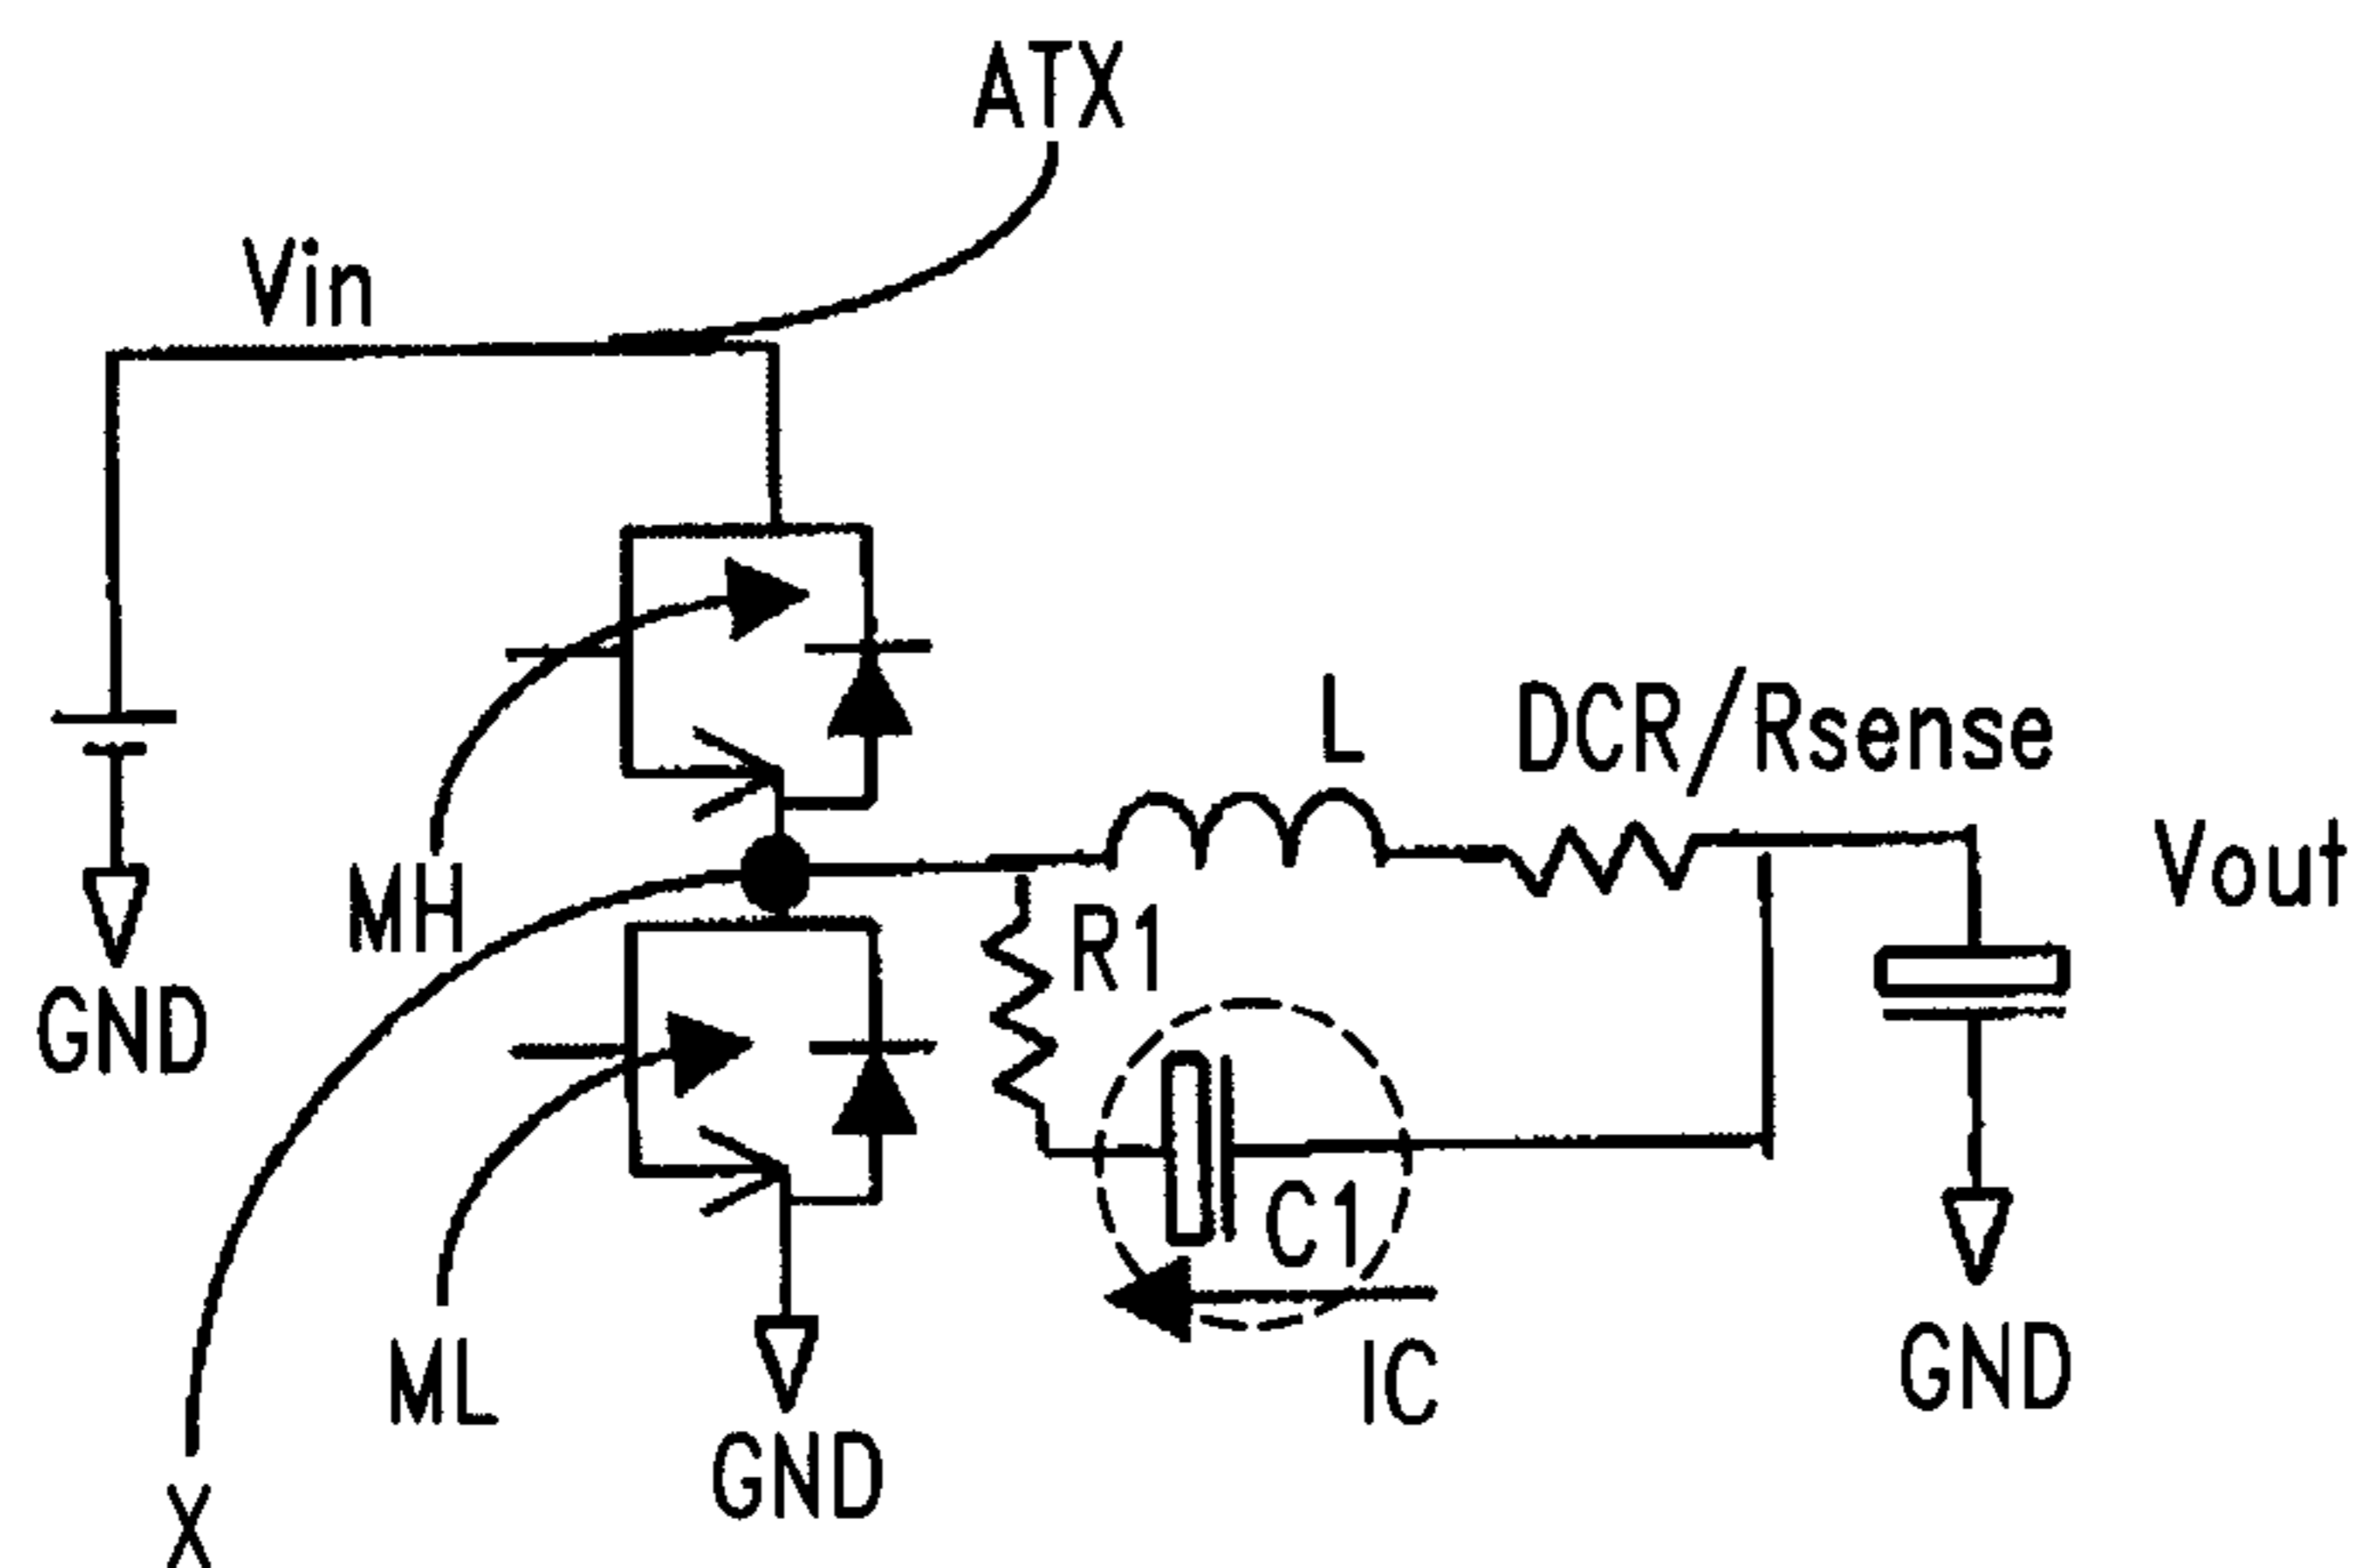 ATX
Vin
L
DCR/Rsense
Vout
MH
R1
GND
C1
ML
IC
GND
GND
X